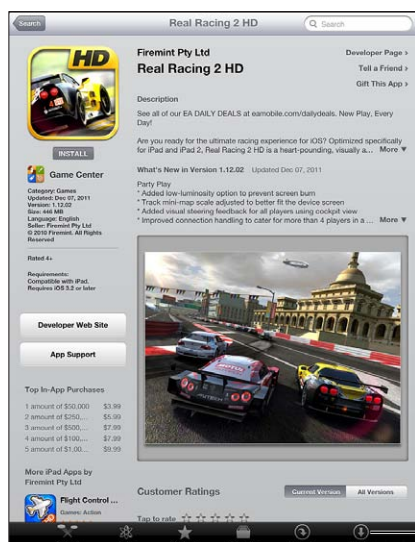 Search
Real Racing 2 HD
Search
HD
INSTALL
Game Center
Category: Games
Updated: Dec 07, 2011
Version: 1.12.02
Size: 446 MB
Language: English
Seller: Firemint Pty Ltd
© 2010 Firemint. All Rights
Reserved
Rated 4+
Requirements:
Compatible with iPad.
Requires iOS 3.2 or later
Developer Web Site
App Support
Top In-App Purchases
1 amount of $50,000 $3.99
2 amount of $250,... $5.99
3 amount of $500,... $7.99
4 amount of $100,... $7.99
5 amount of $1,00... $9.99
More iPad Apps by
Firemint Pty Ltd
Flight Control ...
Games: Action
Firemint Pty Ltd
Real Racing 2 HD
Developer Page ›
Tell a Friend ›
Gift This App ›
Description
See all of our EA DAILY DEALS at eamobile.com/dailydeals. New Play, Every
Day!
Are you ready for the ultimate racing experience for iOS? Optimized specifically
for iPad and iPad 2, Real Racing 2 HD is a heart-pounding, visually a... More ▼
What's New in Version 1.12.02 Updated Dec 07, 2011
Party Play
* Added low-luminosity option to prevent screen burn
* Track mini-map scale adjusted to better fit the device screen
* Added visual steering feedback for all players using cockpit view
* Improved connection handling to cater for more than 4 players in a ... More ▼
Customer Ratings
Current Version
All Versions
Tap to rate